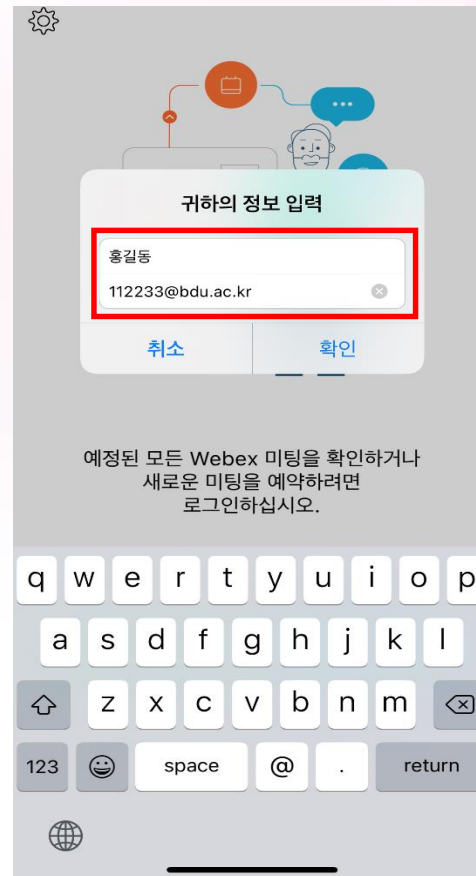 귀하의 정보 입력
홍길동
112233@bdu.ac.kr
취소 확인
예정된 모든 Webex 미팅을 확인하거나
새로운 미팅을 예약하려면
로그인하십시오.
q w e r t y u i o p
a s d f g h j k l
z x c v b n m
123 space @ . return